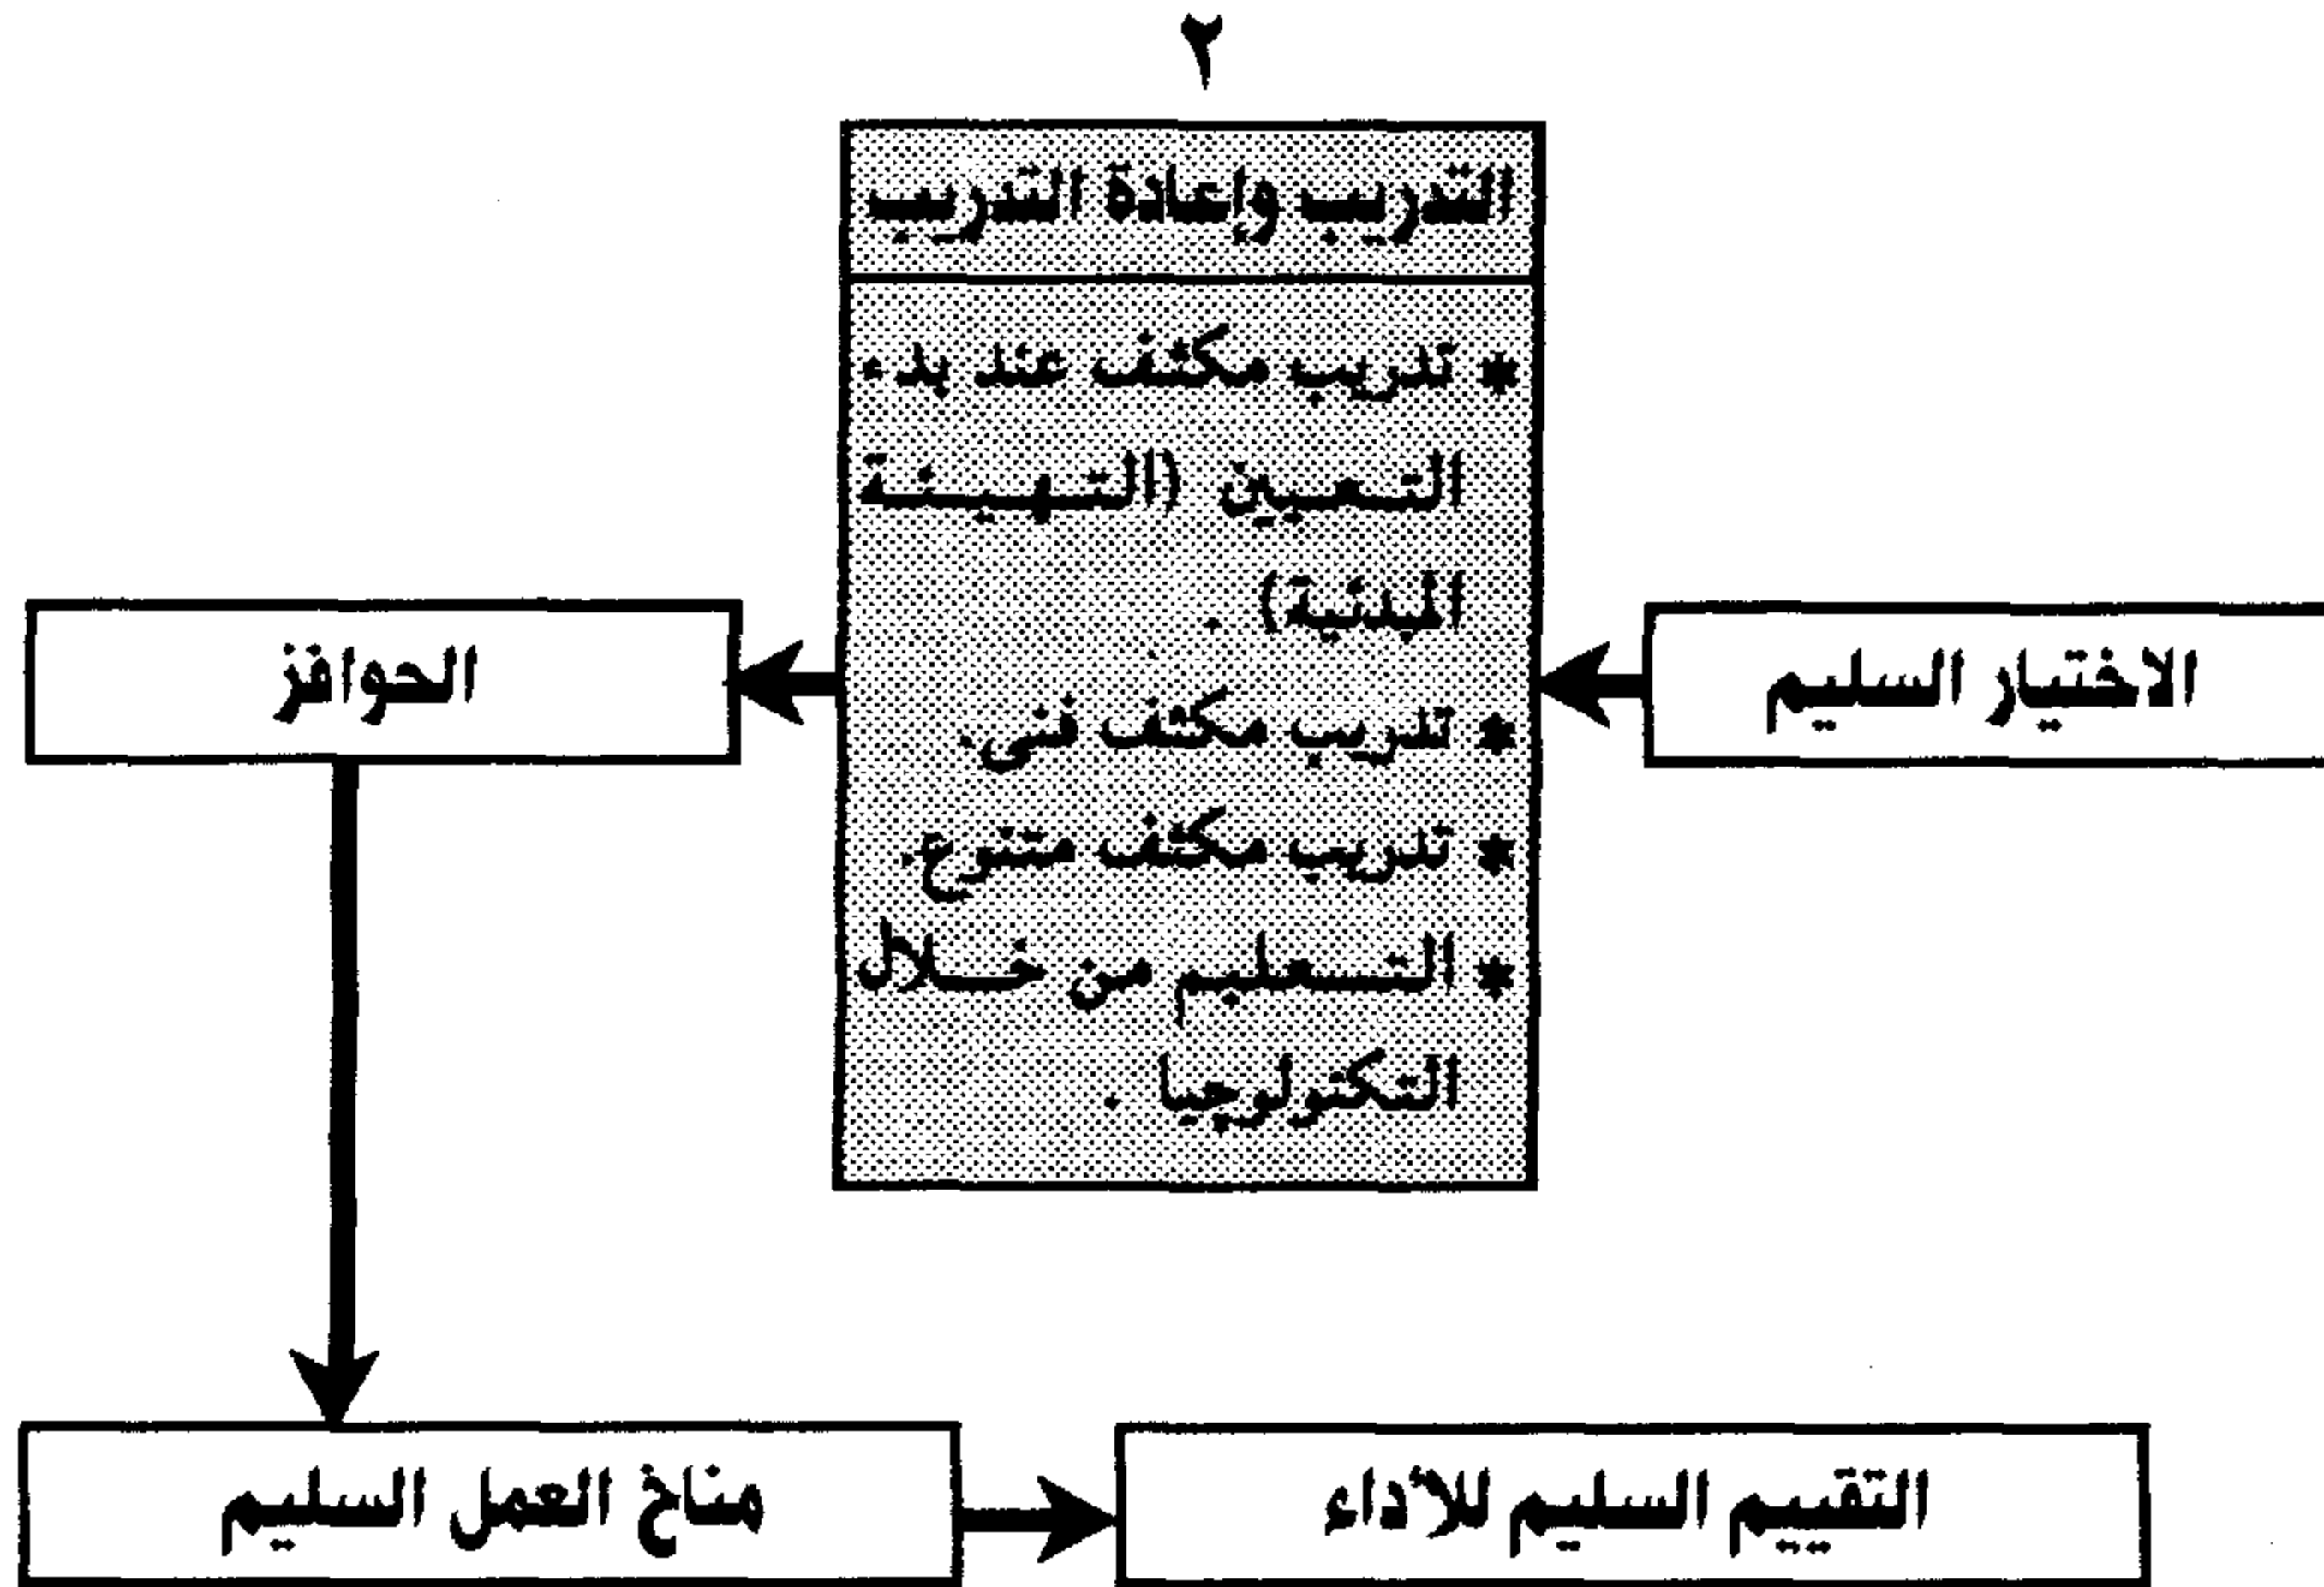 ٢
التدريب وإعادة التدريب
* تدريب مكثف عند بدء
التعيين (التهيئة
المبدئية) .
* تدريب مكثف فنى.
* تدريب مكثف متنوع.
* التعليم من خلال
التكنولوجيا .
الاختيار السليم
الحوافز
مناخ العمل السليم
التقييم السليم للأداء